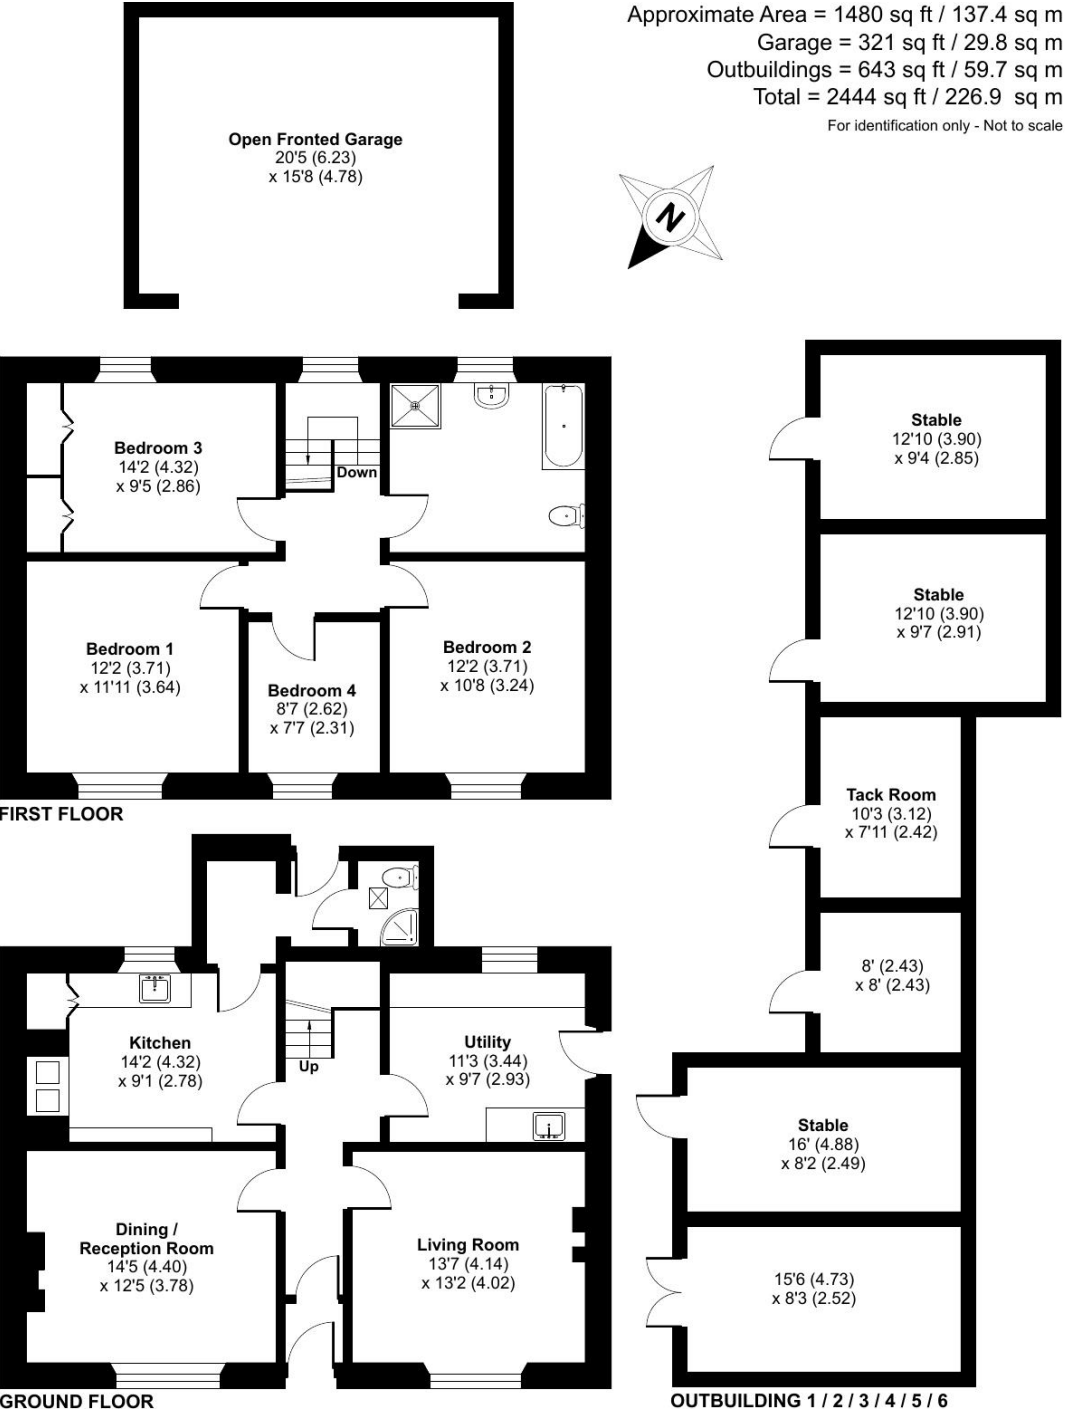 Approximate Area = 1480 sq ft / 137.4 sq m
Garage = 321 sq ft / 29.8 sq m
Outbuildings = 643 sq ft / 59.7 sq m
Total = 2444 sq ft / 226.9 sq m
For identification only - Not to scale
Open Fronted Garage
20'5 (6.23)
x 15'8 (4.78)
N
Bedroom 3
14'2 (4.32)
x 9'5 (2.86)
Down
Bedroom 1
12'2 (3.71)
x 11'11 (3.64)
Bedroom 4
8'7 (2.62)
x 7'7 (2.31)
Bedroom 2
12'2 (3.71)
x 10'8 (3.24)
FIRST FLOOR
Stable
12'10 (3.90)
x 9'4 (2.85)
Stable
12'10 (3.90)
x 9'7 (2.91)
Tack Room
10'3 (3.12)
x 7'11 (2.42)
8' (2.43)
x 8' (2.43)
Stable
16' (4.88)
x 8'2 (2.49)
15'6 (4.73)
x 8'3 (2.52)
OUTBUILDING 1 / 2 / 3 / 4 / 5 / 6
Kitchen
14'2 (4.32)
x 9'1 (2.78)
Up
Utility
11'3 (3.44)
x 9'7 (2.93)
Dining /
Reception Room
14'5 (4.40)
x 12'5 (3.78)
Living Room
13'7 (4.14)
x 13'2 (4.02)
GROUND FLOOR